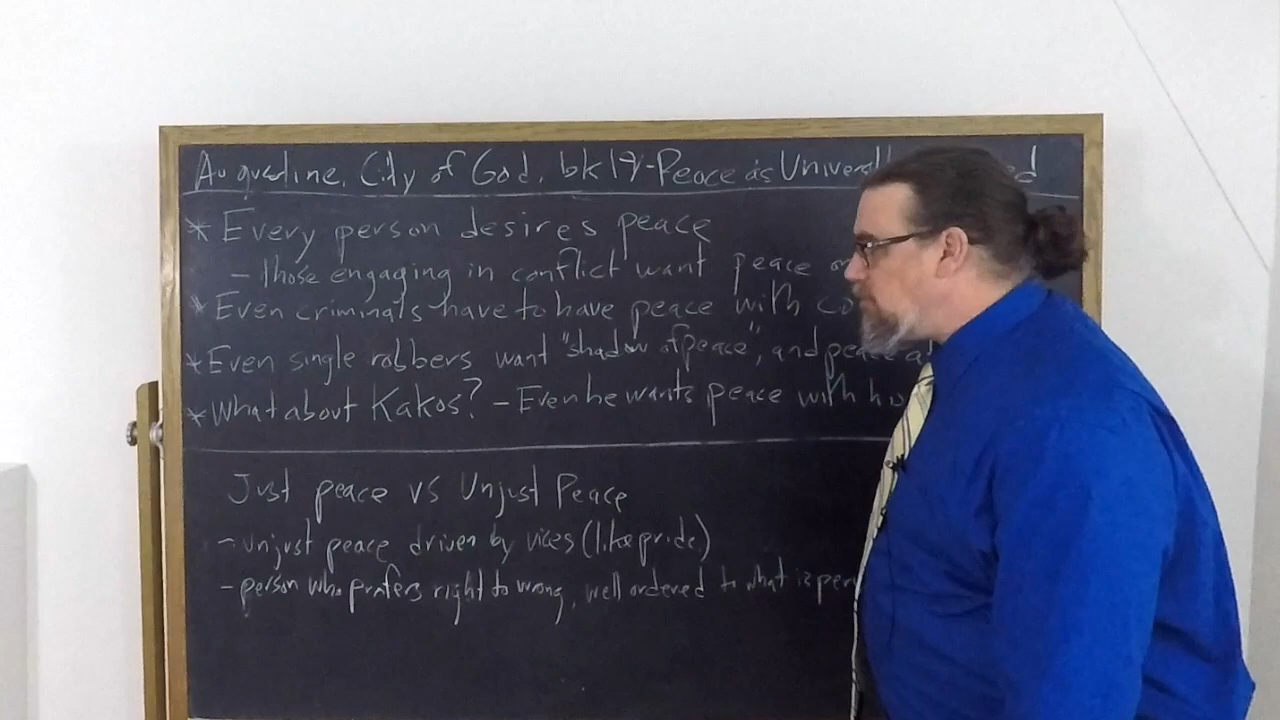 Augustine, City of God, bk 19 - Peace as
* Every person desires peace
- Those engaging in conflict want peace
* Even criminals have to have peace with
* Even single robbers want "shadow of peace", and peace
* What about Kakos? - Even he wants peace with his
Just peace vs Unjust Peace
- unjust peace driven by vices (like pride)
- person who prefers right to wrong, well ordered to what is